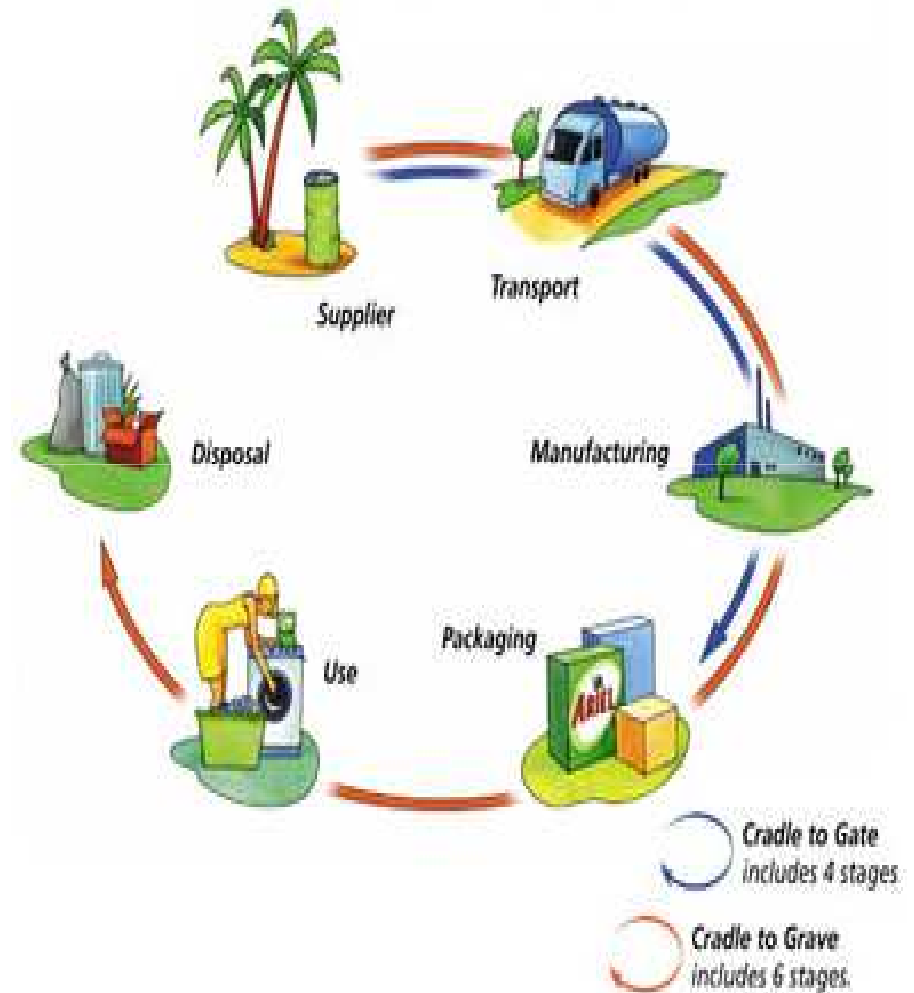 Supplier
Transport
Manufacturing
Packaging
ARIEL
Use
Disposal
Cradle to Gate
includes 4 stages
Cradle to Grave
includes 6 stages.